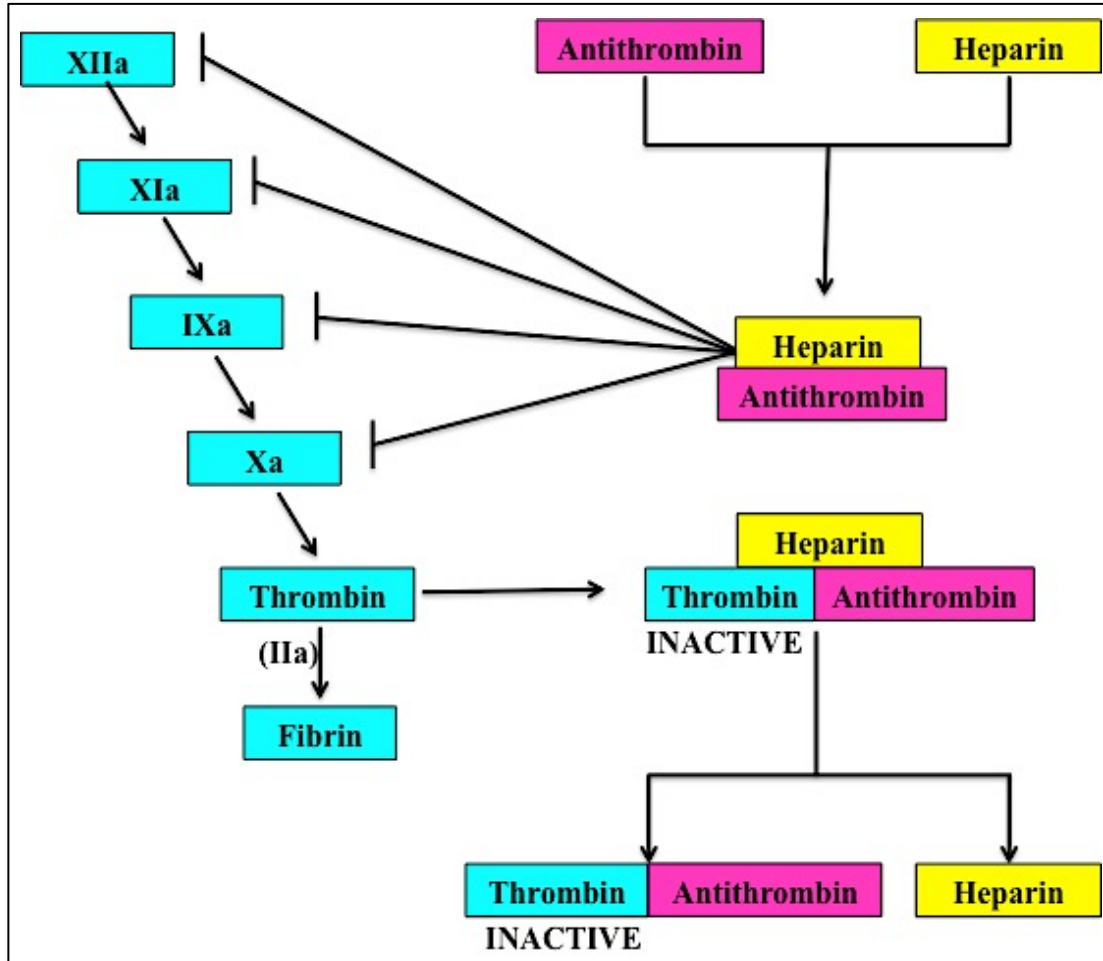 XIIa
Antithrombin
Heparin
XIa
IXa
Heparin
Antithrombin
Xa
Heparin
Thrombin
Thrombin
Antithrombin
INACTIVE
(IIa)
Fibrin
Thrombin
Antithrombin
Heparin
INACTIVE